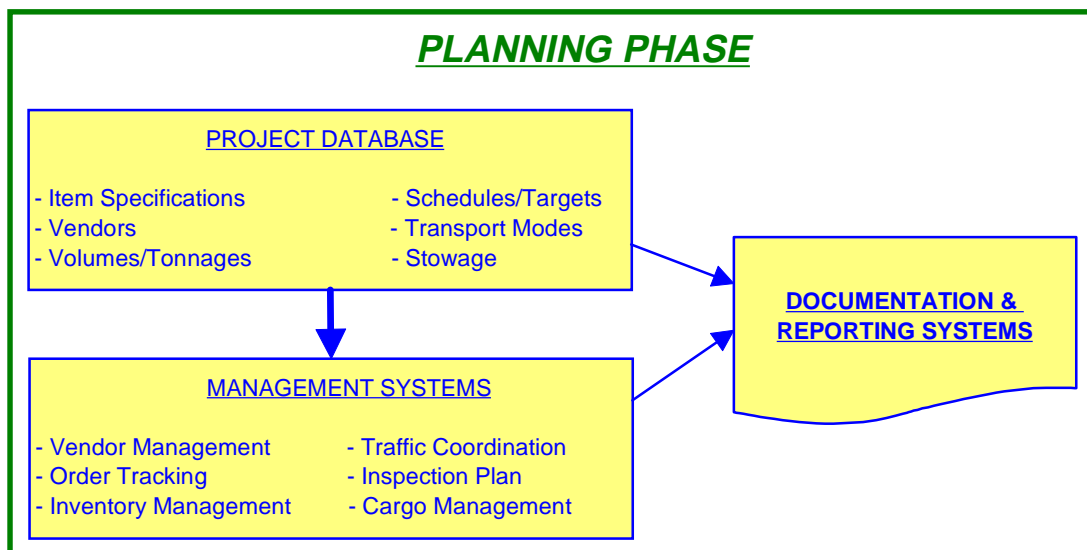 PLANNING PHASE
PROJECT DATABASE
- Item Specifications - Schedules/Targets
- Vendors - Transport Modes
- Volumes/Tonnages - Stowage
DOCUMENTATION &
REPORTING SYSTEMS
MANAGEMENT SYSTEMS
- Vendor Management - Traffic Coordination
- Order Tracking - Inspection Plan
- Inventory Management - Cargo Management